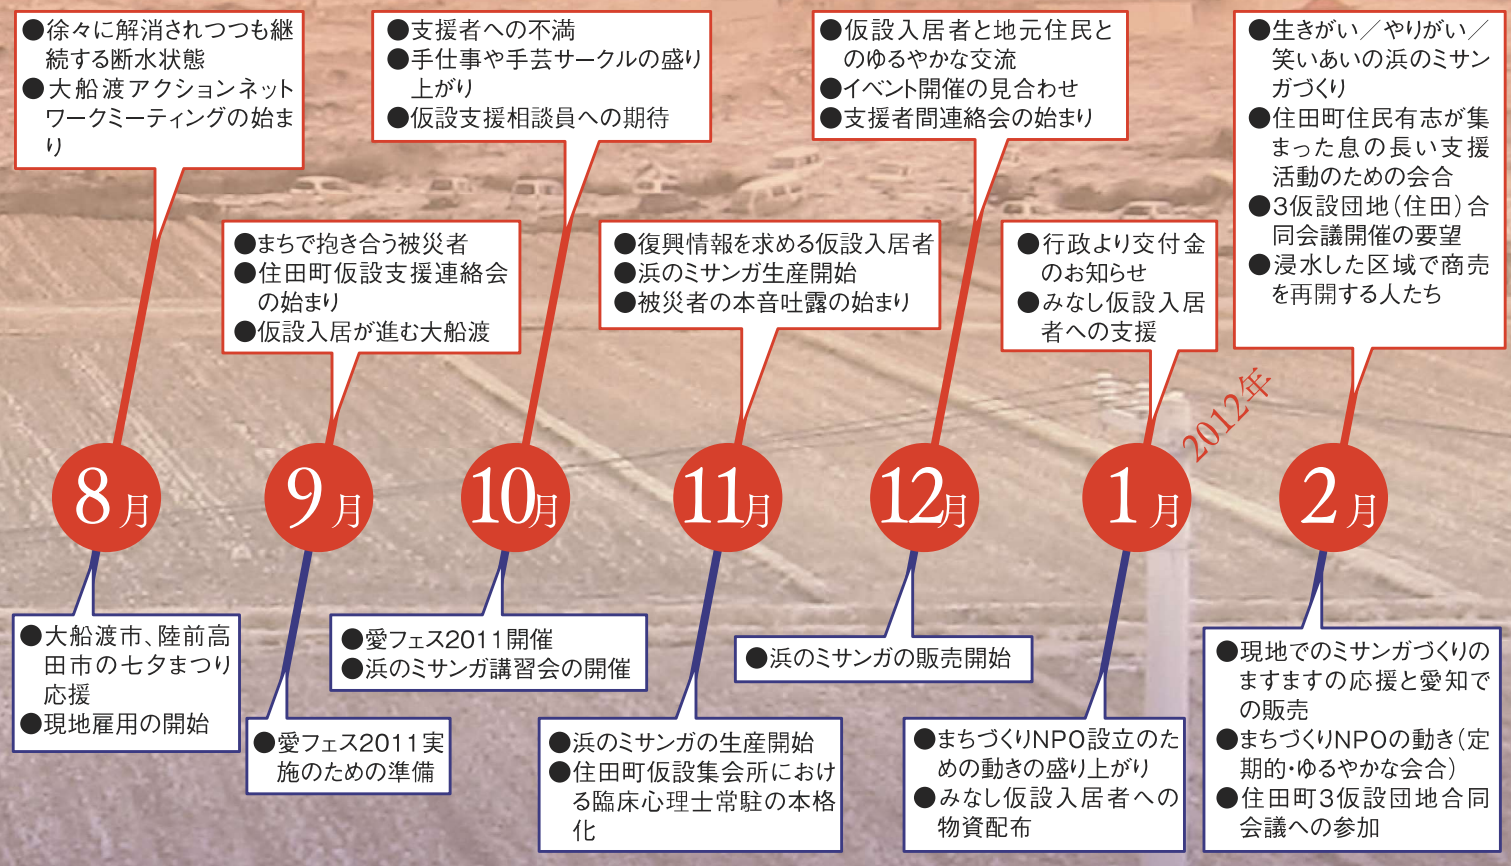 ●徐々に解消されつつも継
続する断水状態
●大船渡アクションネット
ワークミーティングの始ま
り
●支援者への不満
●手仕事や手芸サークルの盛り
上がり
●仮設支援相談員への期待
●仮設入居者と地元住民と
のゆるやかな交流
●イベント開催の見合わせ
●支援者間連絡会の始まり
●生きがい／やりがい／
笑いあいの浜のミサン
ガづくり
●住田町住民有志が集
まった息の長い支援
活動のための会合
●3仮設団地（住田）合
同会議開催の要望
●浸水した区域で商売
を再開する人たち
●まちで抱き合う被災者
●住田町仮設支援連絡会
の始まり
●仮設入居が進む大船渡
●復興情報を求める仮設入居者
●浜のミサンガ生産開始
●被災者の本音吐露の始まり
●行政より交付金
のお知らせ
●みなし仮設入居
者への支援
2012年
8月
9月
10月
11月
12月
1月
2月
●大船渡市、陸前高
田市の七夕まつり
応援
●現地雇用の開始
●愛フェス2011実
施のための準備
●愛フェス2011開催
●浜のミサンガ講習会の開催
●浜のミサンガの生産開始
●住田町仮設集会所におけ
る臨床心理士常駐の本格
化
●浜のミサンガの販売開始
●まちづくりNPO設立のた
めの動きの盛り上がり
●みなし仮設入居者への
物資配布
●現地でのミサンガづくりの
ますますの応援と愛知で
の販売
●まちづくりNPOの動き（定
期的・ゆるやかな会合）
●住田町3仮設団地合同
会議への参加